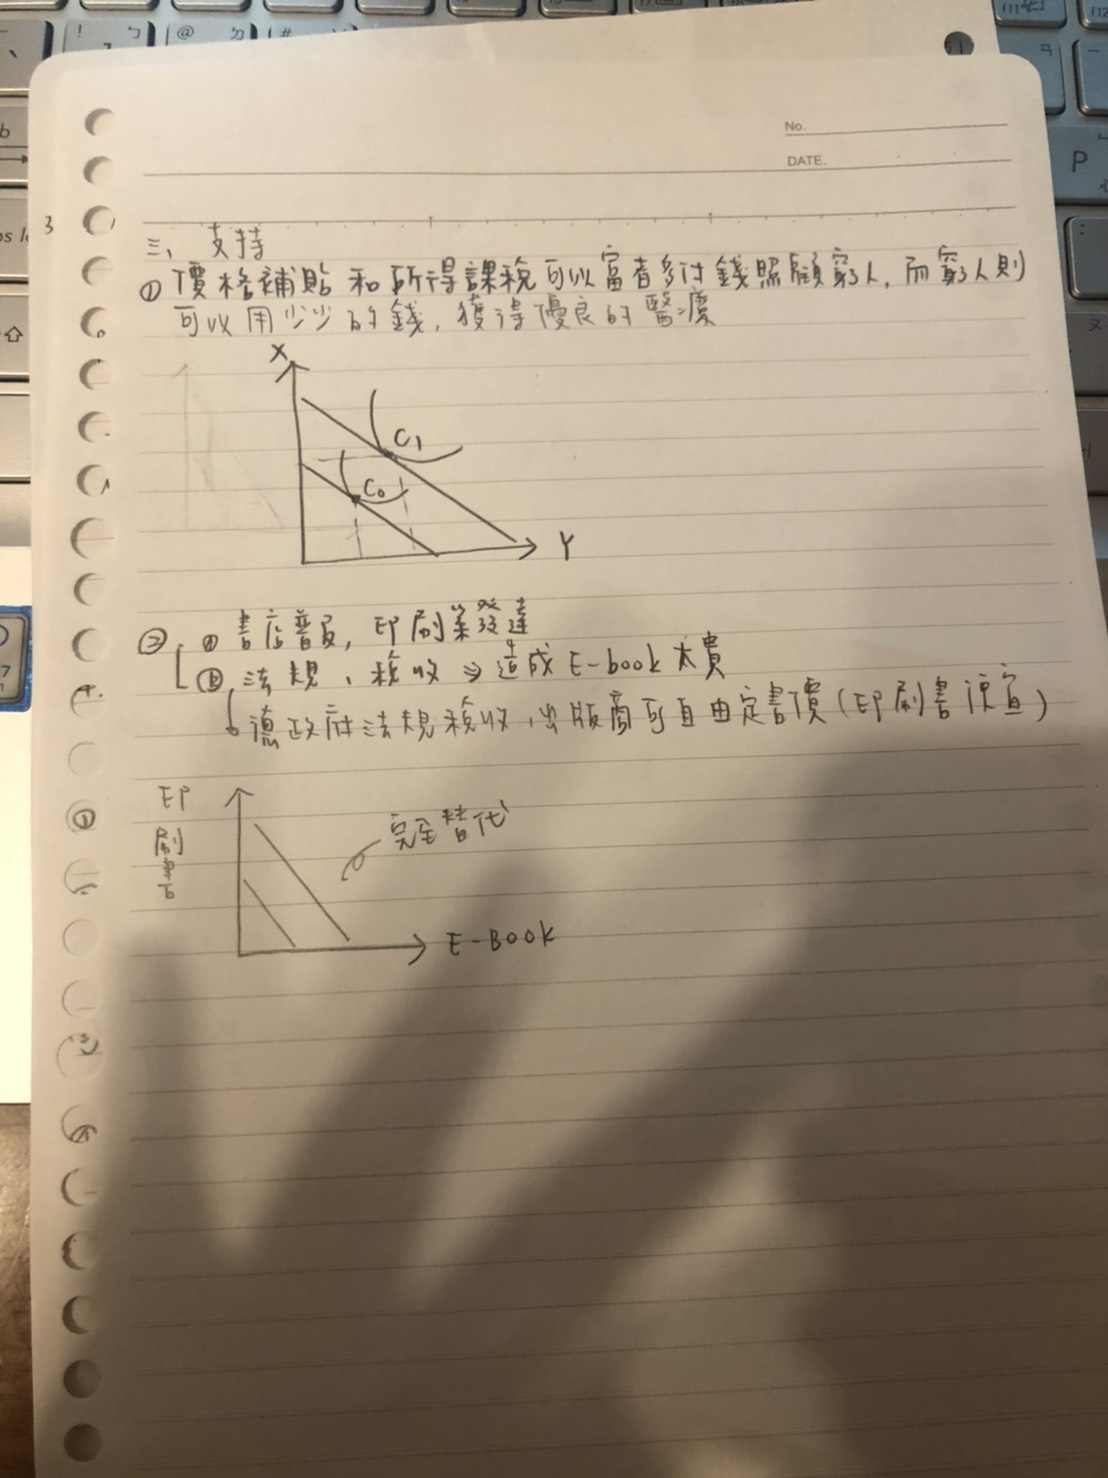 No.
DATE.
3
三、支持
① 價格補貼和所得課稅可以富者多付錢照顧窮人,而窮人則
可以用少少的錢,獲得優良的醫療
X
C₁
C₀
Y
② ⓐ 書店普及,印刷業發達
ⓑ 法規、稅收 ⇒ 造成 E-book 太貴
↳ 德政府法規稅收,出版商可自由定書價(印刷書便宜)
印刷書
完全替代
E-BOOK
P